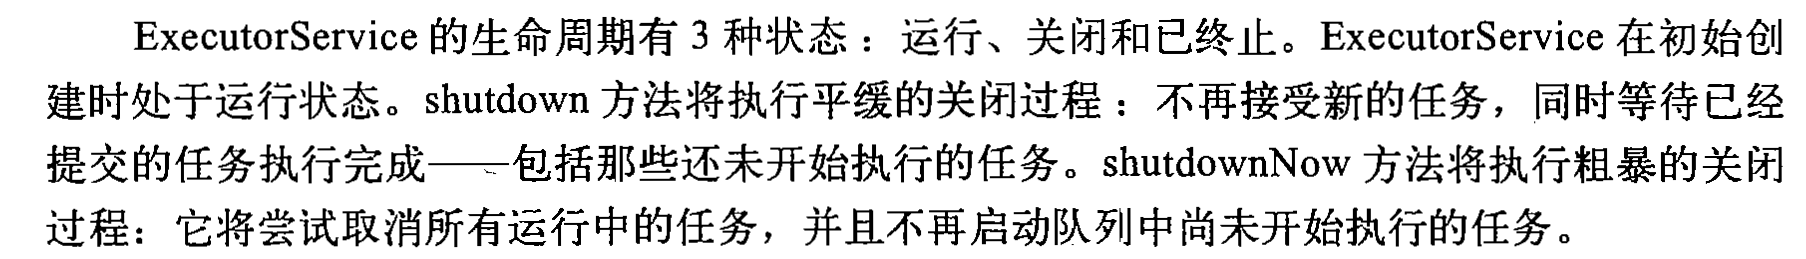 ExecutorService 的生命周期有 3 种状态：运行、关闭和已终止。ExecutorService 在初始创
建时处于运行状态。shutdown 方法将执行平缓的关闭过程：不再接受新的任务，同时等待已经
提交的任务执行完成——包括那些还未开始执行的任务。shutdownNow 方法将执行粗暴的关闭
过程：它将尝试取消所有运行中的任务，并且不再启动队列中尚未开始执行的任务。